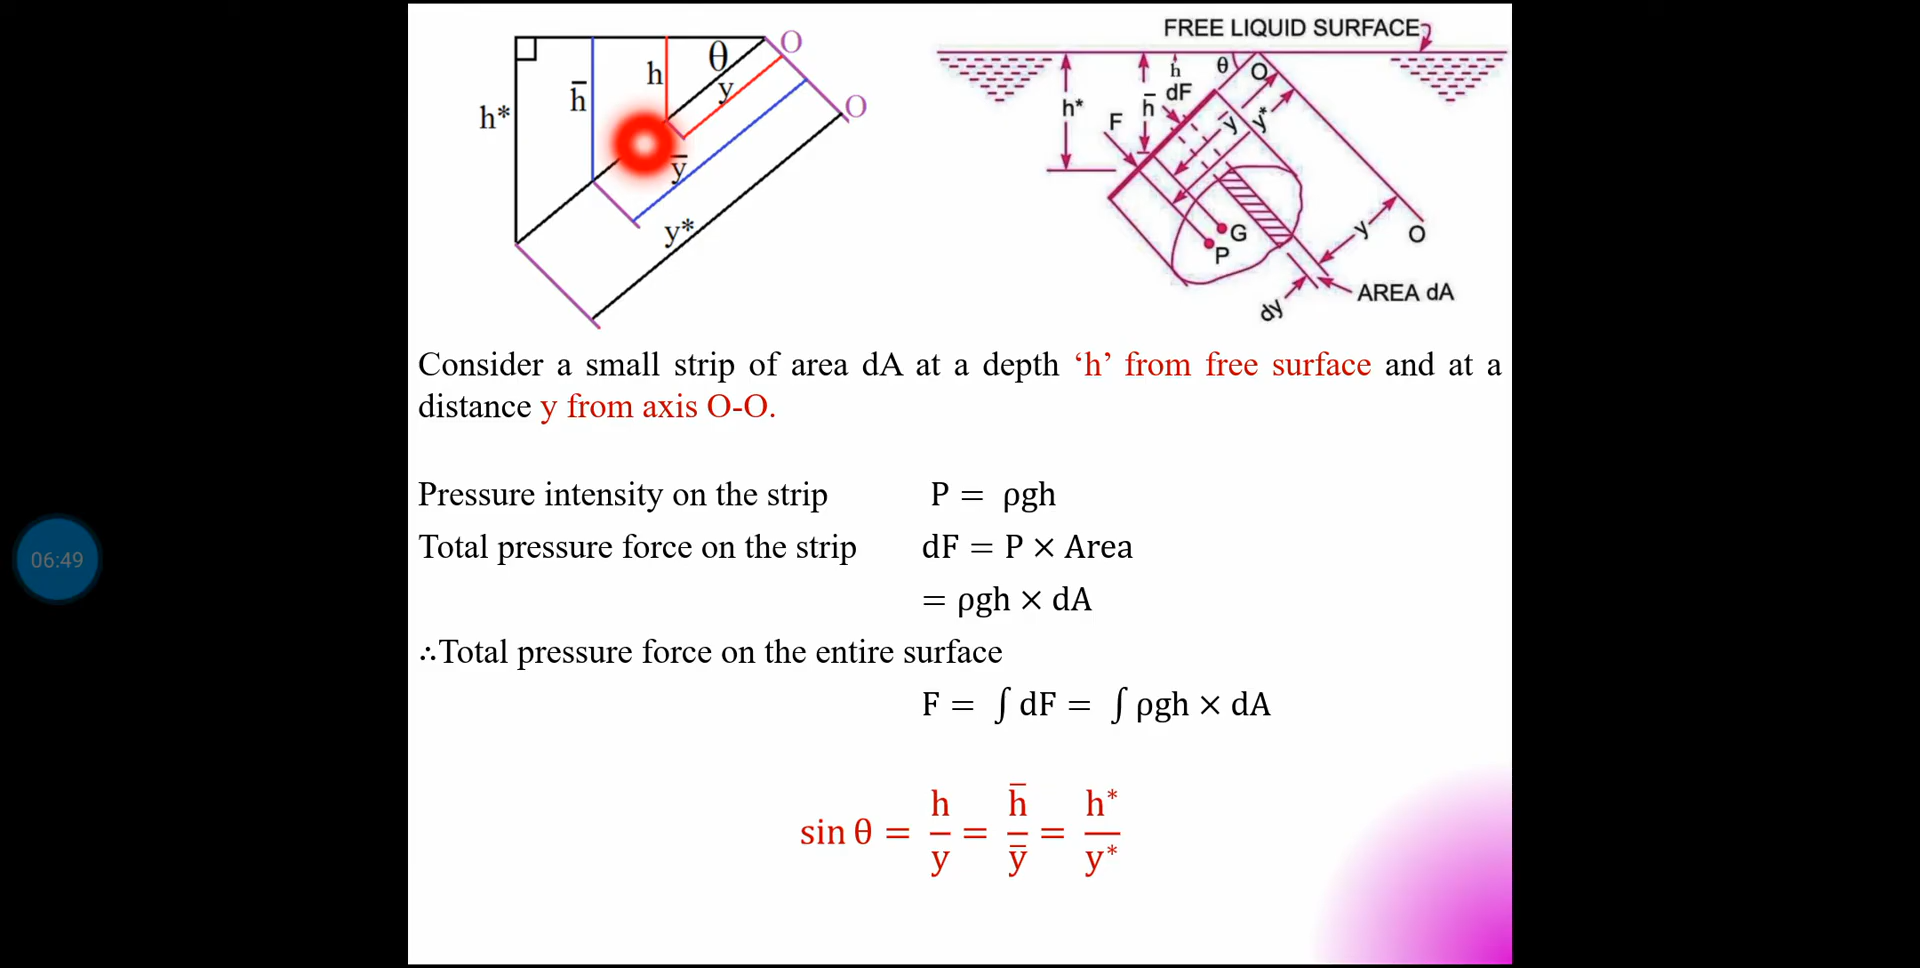 h*
h̄
h
θ
y
O
O
ȳ
y*
FREE LIQUID SURFACE
h*
h̄
h
dF
θ
O
F
ȳ
y*
G
P
y
O
AREA dA
dy
Consider a small strip of area dA at a depth ‘h’ from free surface and at a
distance y from axis O-O.
Pressure intensity on the strip P = ρgh
Total pressure force on the strip dF = P × Area
= ρgh × dA
∴Total pressure force on the entire surface
F = ∫ dF = ∫ ρgh × dA
sin θ = h/y = h̄/ȳ = h*/y*
06:49